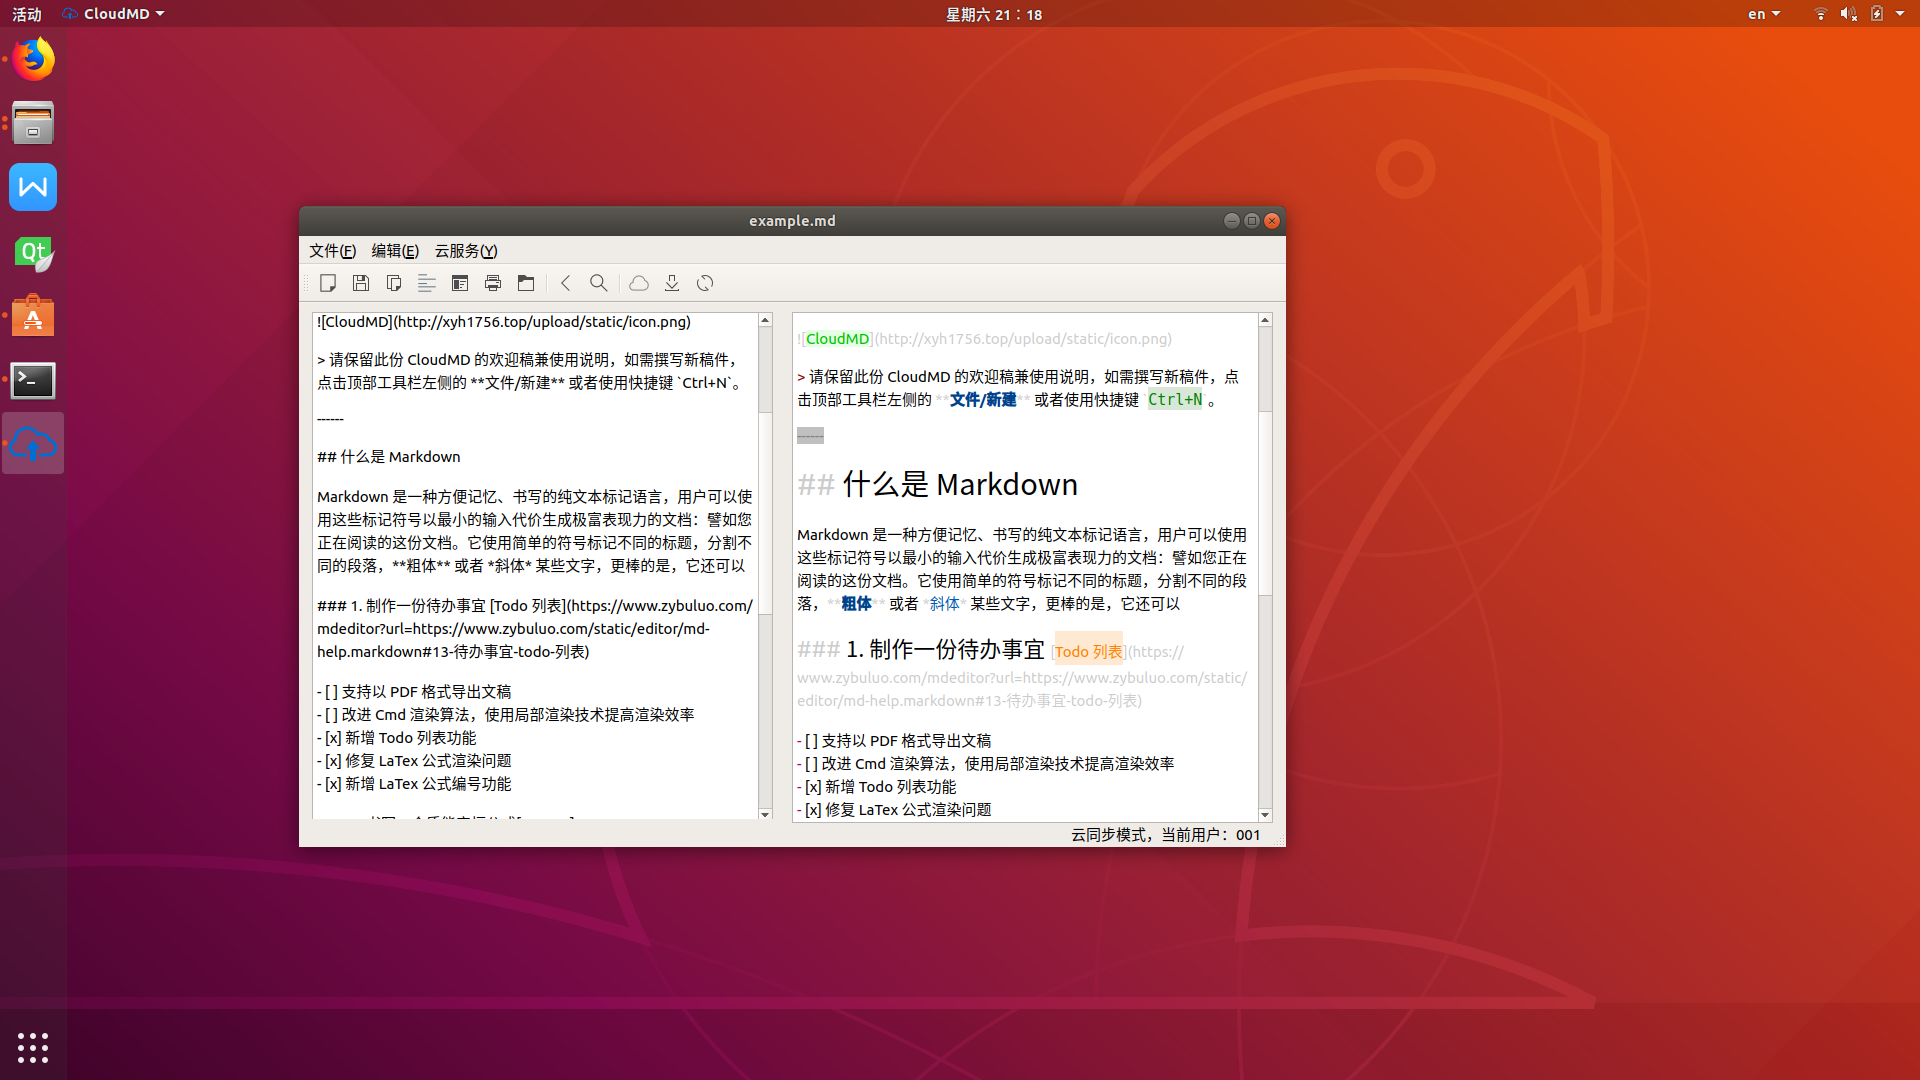 活动
CloudMD
星期六 21：18
en
example.md
文件(F) 编辑(E) 云服务(Y)
![CloudMD](http://xyh1756.top/upload/static/icon.png)
> 请保留此份 CloudMD 的欢迎稿兼使用说明，如需撰写新稿件，
点击顶部工具栏左侧的 **文件/新建** 或者使用快捷键 `Ctrl+N`。
------
## 什么是 Markdown
Markdown 是一种方便记忆、书写的纯文本标记语言，用户可以使
用这些标记符号以最小的输入代价生成极富表现力的文档：譬如您
正在阅读的这份文档。它使用简单的符号标记不同的标题，分割不
同的段落，**粗体** 或者 *斜体* 某些文字，更棒的是，它还可以
### 1. 制作一份待办事宜 [Todo 列表](https://www.zybuluo.com/
mdeditor?url=https://www.zybuluo.com/static/editor/md-
help.markdown#13-待办事宜-todo-列表)
- [ ] 支持以 PDF 格式导出文稿
- [ ] 改进 Cmd 渲染算法，使用局部渲染技术提高渲染效率
- [x] 新增 Todo 列表功能
- [x] 修复 LaTex 公式渲染问题
- [x] 新增 LaTex 公式编号功能
![CloudMD](http://xyh1756.top/upload/static/icon.png)
> 请保留此份 CloudMD 的欢迎稿兼使用说明，如需撰写新稿件，点
击顶部工具栏左侧的 **文件/新建** 或者使用快捷键 `Ctrl+N`。
------
## 什么是 Markdown
Markdown 是一种方便记忆、书写的纯文本标记语言，用户可以使用
这些标记符号以最小的输入代价生成极富表现力的文档：譬如您正在
阅读的这份文档。它使用简单的符号标记不同的标题，分割不同的段
落，**粗体** 或者 *斜体* 某些文字，更棒的是，它还可以
### 1. 制作一份待办事宜 [Todo 列表](https://
www.zybuluo.com/mdeditor?url=https://www.zybuluo.com/static/
editor/md-help.markdown#13-待办事宜-todo-列表)
- [ ] 支持以 PDF 格式导出文稿
- [ ] 改进 Cmd 渲染算法，使用局部渲染技术提高渲染效率
- [x] 新增 Todo 列表功能
- [x] 修复 LaTex 公式渲染问题
云同步模式，当前用户：001